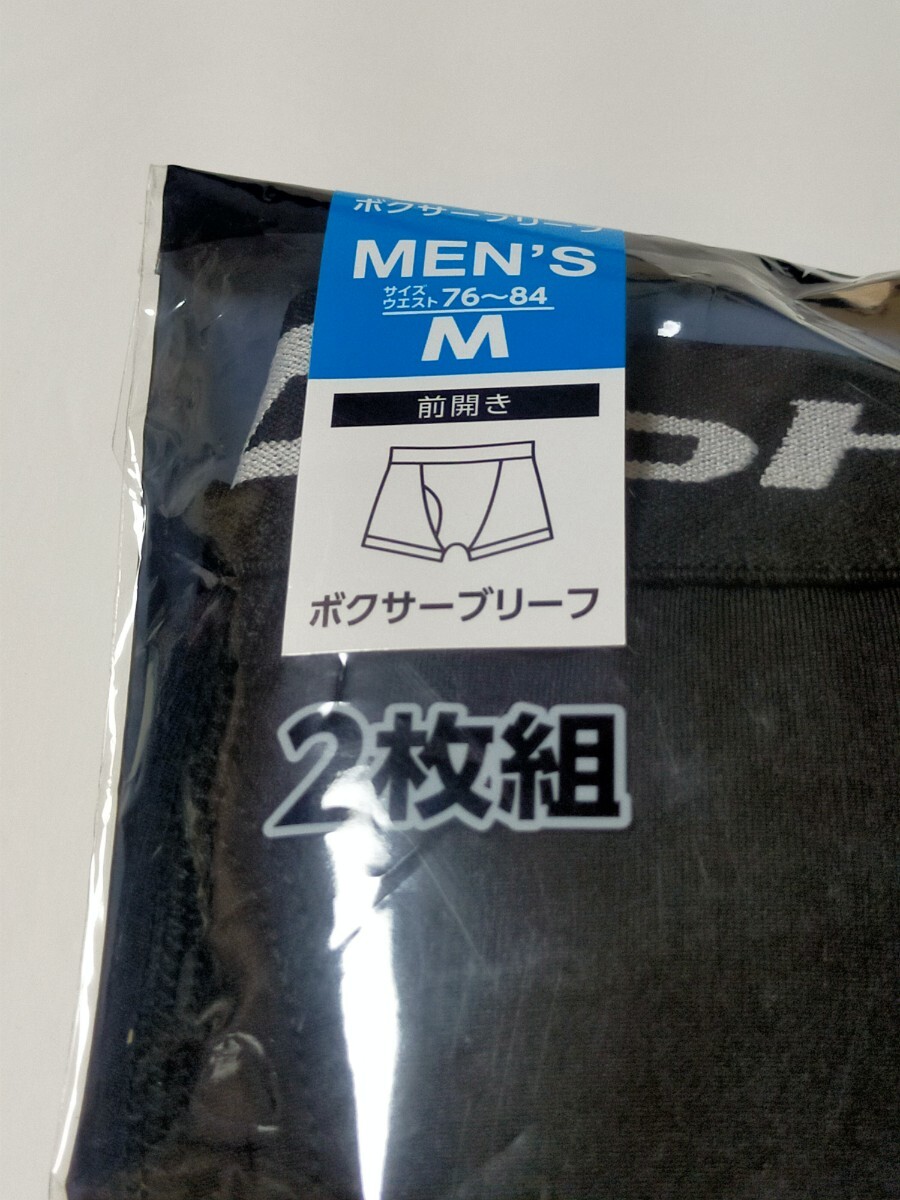 ボクサーブリーフ
MEN'S
サイズ
ウエスト 76〜84
M
前開き
ボクサーブリーフ
2枚組